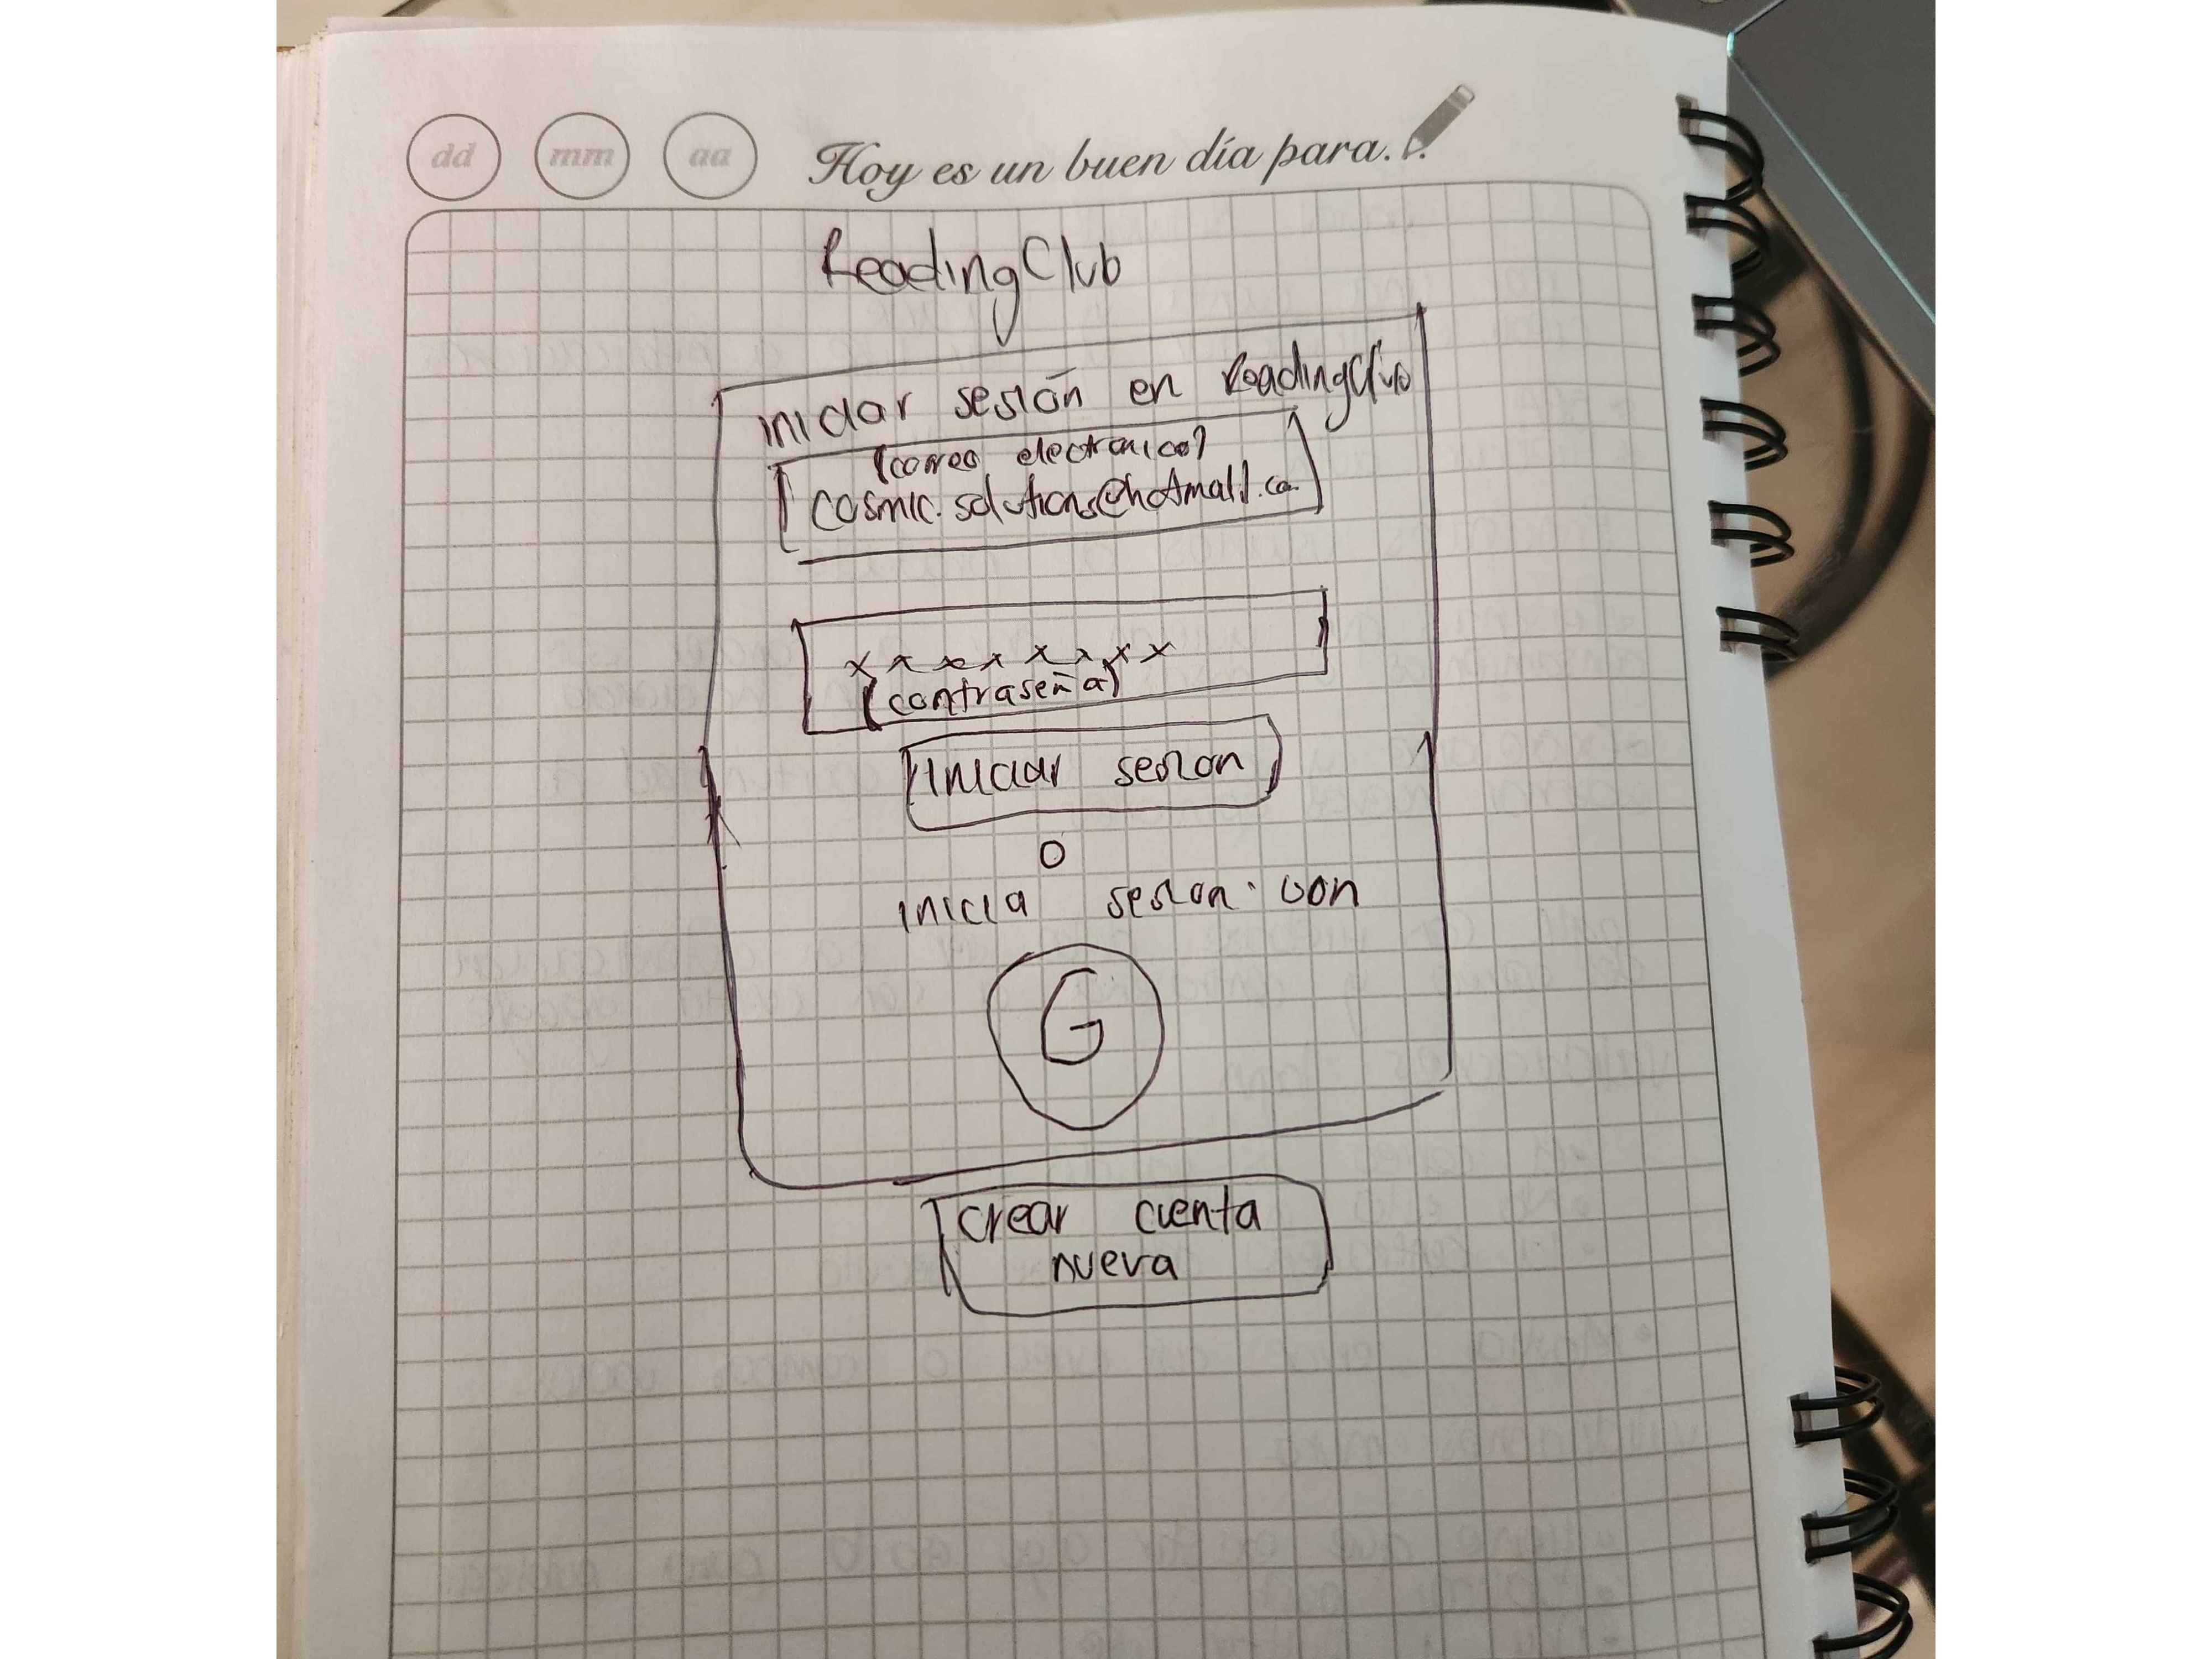 dd mm aa Hoy es un buen día para...
ReadingClub
iniciar sesión en ReadingClub
(correo electronico)
cosmic.solutions@hotmail.co
x x x x x x x x
(contraseña)
iniciar sesion
O
inicia sesion con
G
crear cuenta
nueva